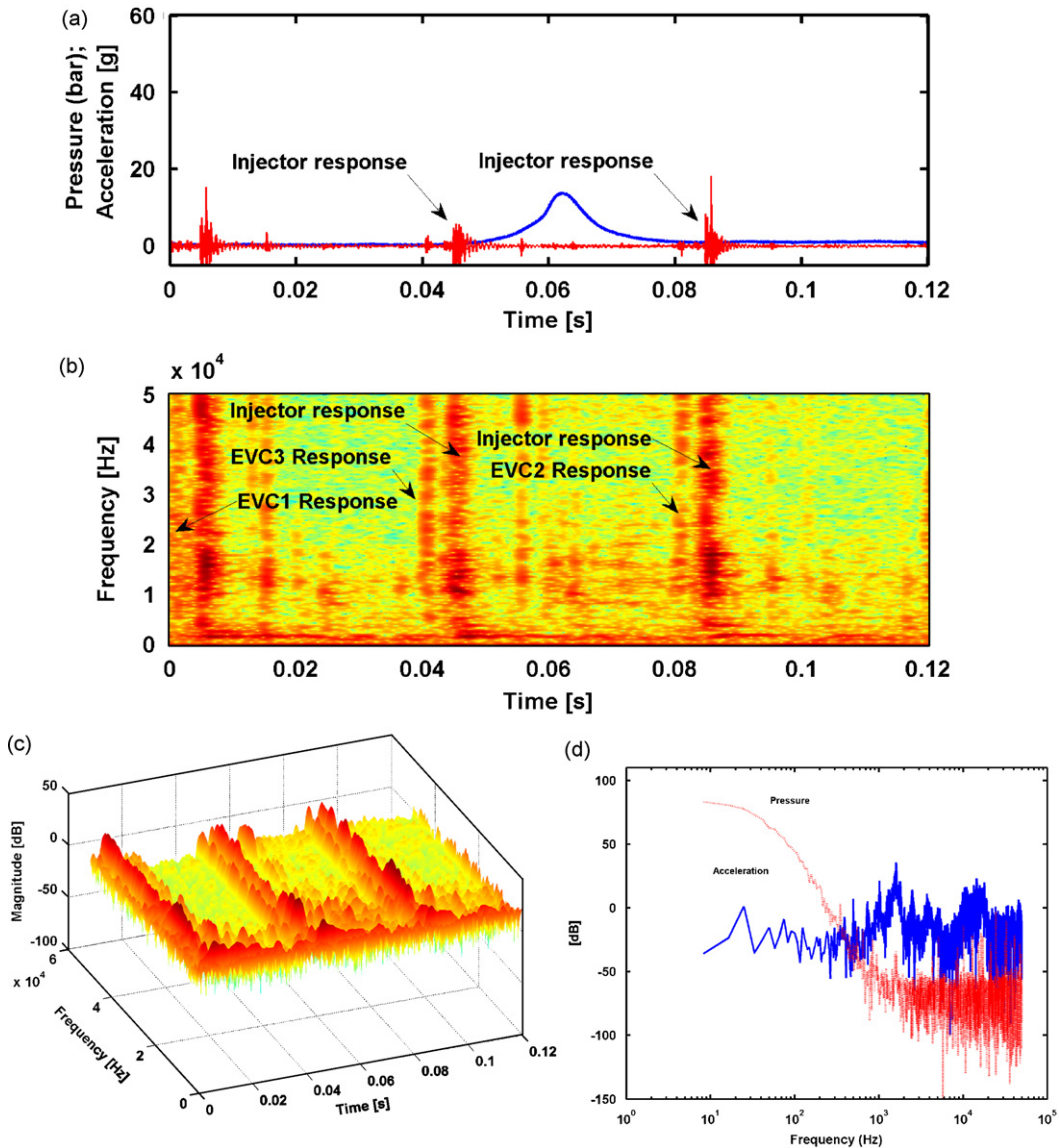 (a)
Pressure (bar);
Acceleration [g]
60
40
20
0
Injector response
Injector response
0 0.02 0.04 0.06 0.08 0.1 0.12
Time [s]
(b)
x 10^4
Frequency [Hz]
5
4
3
2
1
0
Injector response
EVC3 Response
EVC1 Response
Injector response
EVC2 Response
0 0.02 0.04 0.06 0.08 0.1 0.12
Time [s]
(c)
Magnitude [dB]
50
0
-50
-100
6
x 10^4
4
2
0
Frequency [Hz]
0 0.02 0.04 0.06 0.08 0.1 0.12
Time [s]
(d)
[dB]
100
50
0
-50
-100
-150
Pressure
Acceleration
10^0 10^1 10^2 10^3 10^4 10^5
Frequency (Hz)